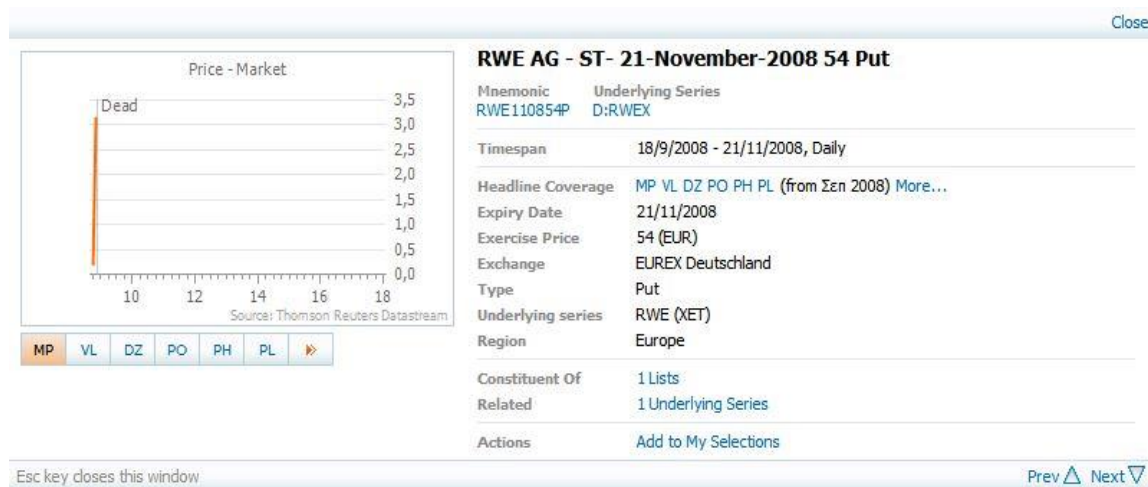 Close
Price - Market
Dead
3,5
3,0
2,5
2,0
1,5
1,0
0,5
0,0
10 12 14 16 18
Source: Thomson Reuters Datastream
MP VL DZ PO PH PL
RWE AG - ST- 21-November-2008 54 Put
Mnemonic Underlying Series
RWE110854P D:RWEX
Timespan 18/9/2008 - 21/11/2008, Daily
Headline Coverage MP VL DZ PO PH PL (from Σεπ 2008) More...
Expiry Date 21/11/2008
Exercise Price 54 (EUR)
Exchange EUREX Deutschland
Type Put
Underlying series RWE (XET)
Region Europe
Constituent Of 1 Lists
Related 1 Underlying Series
Actions Add to My Selections
Esc key closes this window
Prev Next